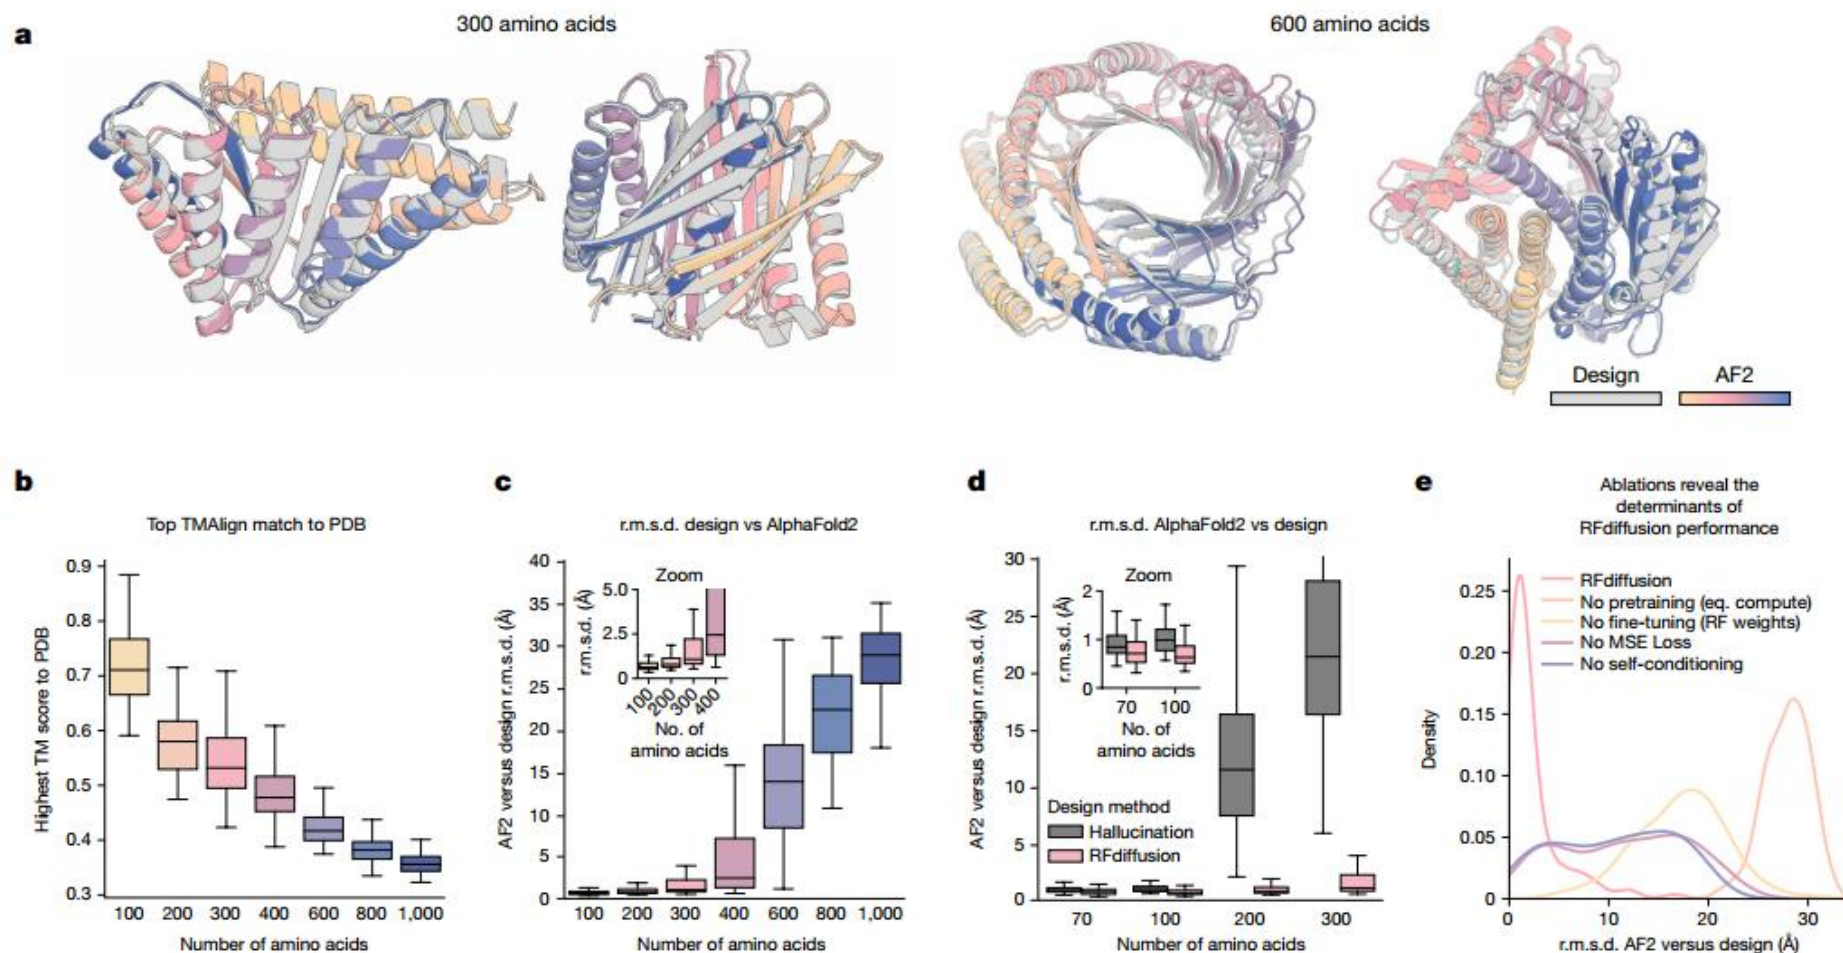 a
300 amino acids
600 amino acids
Design
AF2
b
Top TMAlign match to PDB
Highest TM score to PDB
0.9
0.8
0.7
0.6
0.5
0.4
0.3
100 200 300 400 600 800 1,000
Number of amino acids
c
r.m.s.d. design vs AlphaFold2
AF2 versus design r.m.s.d. (Å)
40
35
30
25
20
15
10
5
0
Zoom
r.m.s.d. (Å)
5.0
2.5
0
100 200 300 400
No. of
amino acids
100 200 300 400 600 800 1,000
Number of amino acids
d
r.m.s.d. AlphaFold2 vs design
AF2 versus design r.m.s.d. (Å)
30
25
20
15
10
5
0
Zoom
r.m.s.d. (Å)
2
1
0
70 100
No. of
amino acids
Design method
Hallucination
RFdiffusion
70 100 200 300
Number of amino acids
e
Ablations reveal the
determinants of
RFdiffusion performance
Density
0.25
0.20
0.15
0.10
0.05
0
RFdiffusion
No pretraining (eq. compute)
No fine-tuning (RF weights)
No MSE Loss
No self-conditioning
0 10 20 30
r.m.s.d. AF2 versus design (Å)